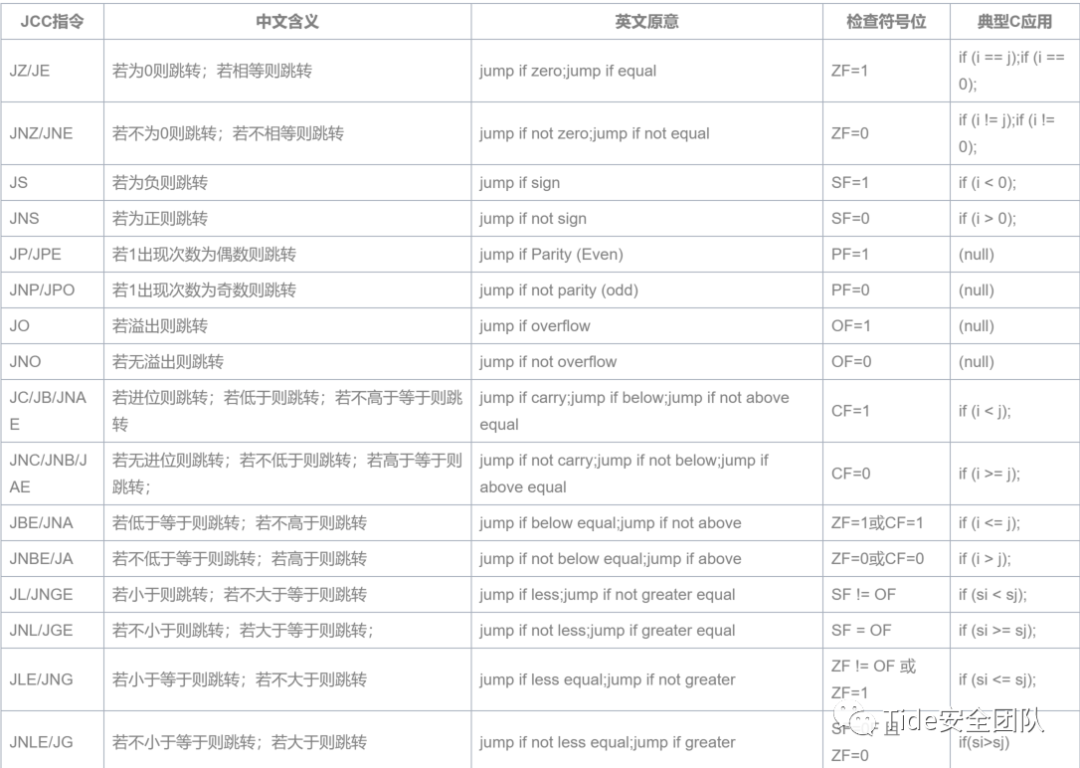 JCC指令 中文含义 英文原意 检查符号位 典型C应用
JZ/JE 若为0则跳转；若相等则跳转 jump if zero;jump if equal ZF=1 if (i == j);if (i ==
0);
JNZ/JNE 若不为0则跳转；若不相等则跳转 jump if not zero;jump if not equal ZF=0 if (i != j);if (i !=
0);
JS 若为负则跳转 jump if sign SF=1 if (i < 0);
JNS 若为正则跳转 jump if not sign SF=0 if (i > 0);
JP/JPE 若1出现次数为偶数则跳转 jump if Parity (Even) PF=1 (null)
JNP/JPO 若1出现次数为奇数则跳转 jump if not parity (odd) PF=0 (null)
JO 若溢出则跳转 jump if overflow OF=1 (null)
JNO 若无溢出则跳转 jump if not overflow OF=0 (null)
JC/JB/JNA 若进位则跳转；若低于则跳转；若不高于等于则跳 jump if carry;jump if below;jump if not above CF=1 if (i < j);
E 转 equal
JNC/JNB/J 若无进位则跳转；若不低于则跳转；若高于等于则 jump if not carry;jump if not below;jump if CF=0 if (i >= j);
AE 跳转； above equal
JBE/JNA 若低于等于则跳转；若不高于则跳转 jump if below equal;jump if not above ZF=1或CF=1 if (i <= j);
JNBE/JA 若不低于等于则跳转；若高于则跳转 jump if not below equal;jump if above ZF=0或CF=0 if (i > j);
JL/JNGE 若小于则跳转；若不大于等于则跳转 jump if less;jump if not greater equal SF != OF if (si < sj);
JNL/JGE 若不小于则跳转；若大于等于则跳转； jump if not less;jump if greater equal SF = OF if (si >= sj);
JLE/JNG 若小于等于则跳转；若不大于则跳转 jump if less equal;jump if not greater ZF != OF 或 if (si <= sj);
ZF=1
JNLE/JG 若不小于等于则跳转；若大于则跳转 jump if not less equal;jump if greater if(si>sj)
ZF=0
Tide安全团队